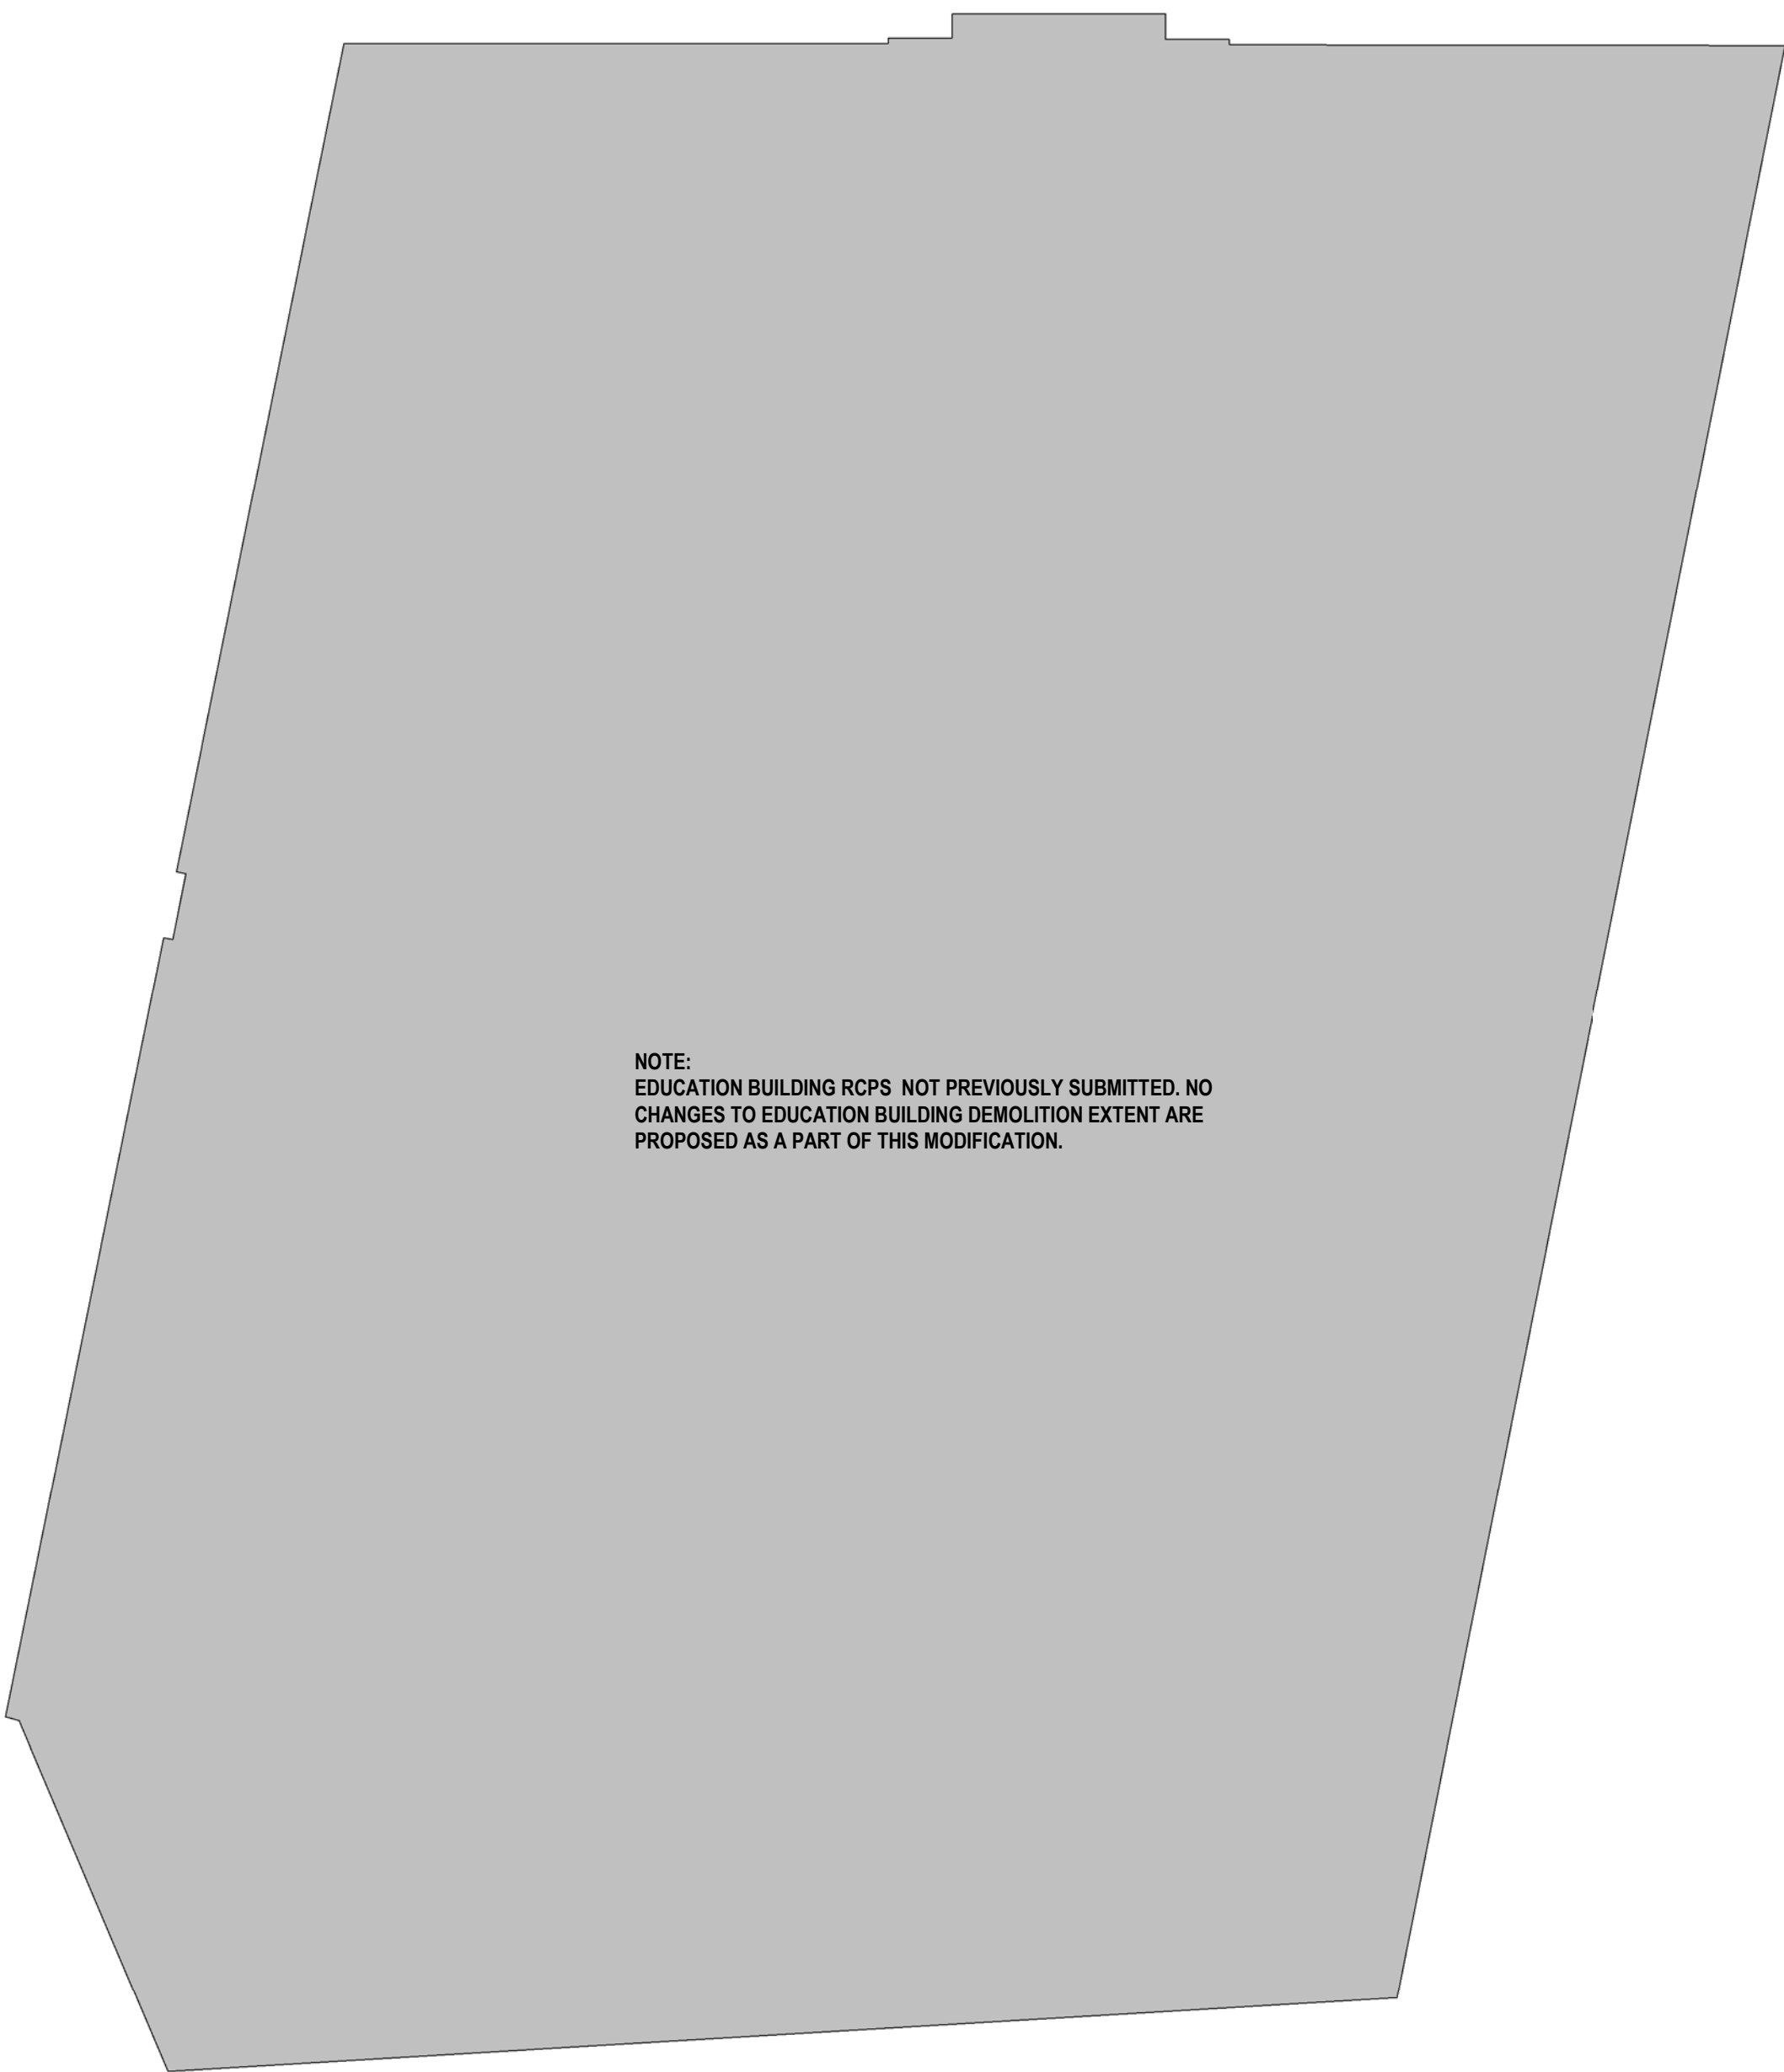 NOTE:
EDUCATION BUILDING RCPS  NOT PREVIOUSLY SUBMITTED. NO
CHANGES TO EDUCATION BUILDING DEMOLITION EXTENT ARE
PROPOSED AS A PART OF THIS MODIFICATION.